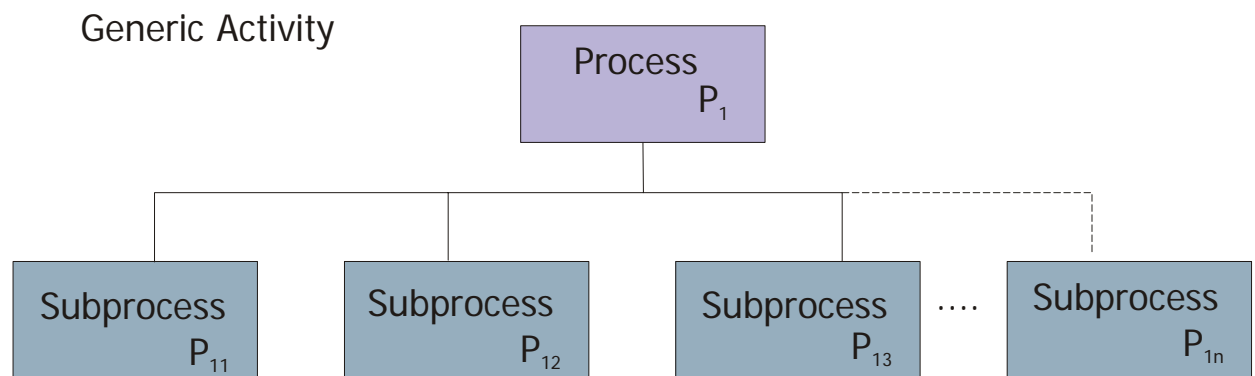 Generic Activity
Process
P₁
Subprocess
P₁₁
Subprocess
P₁₂
Subprocess
P₁₃
....
Subprocess
P₁ₙ